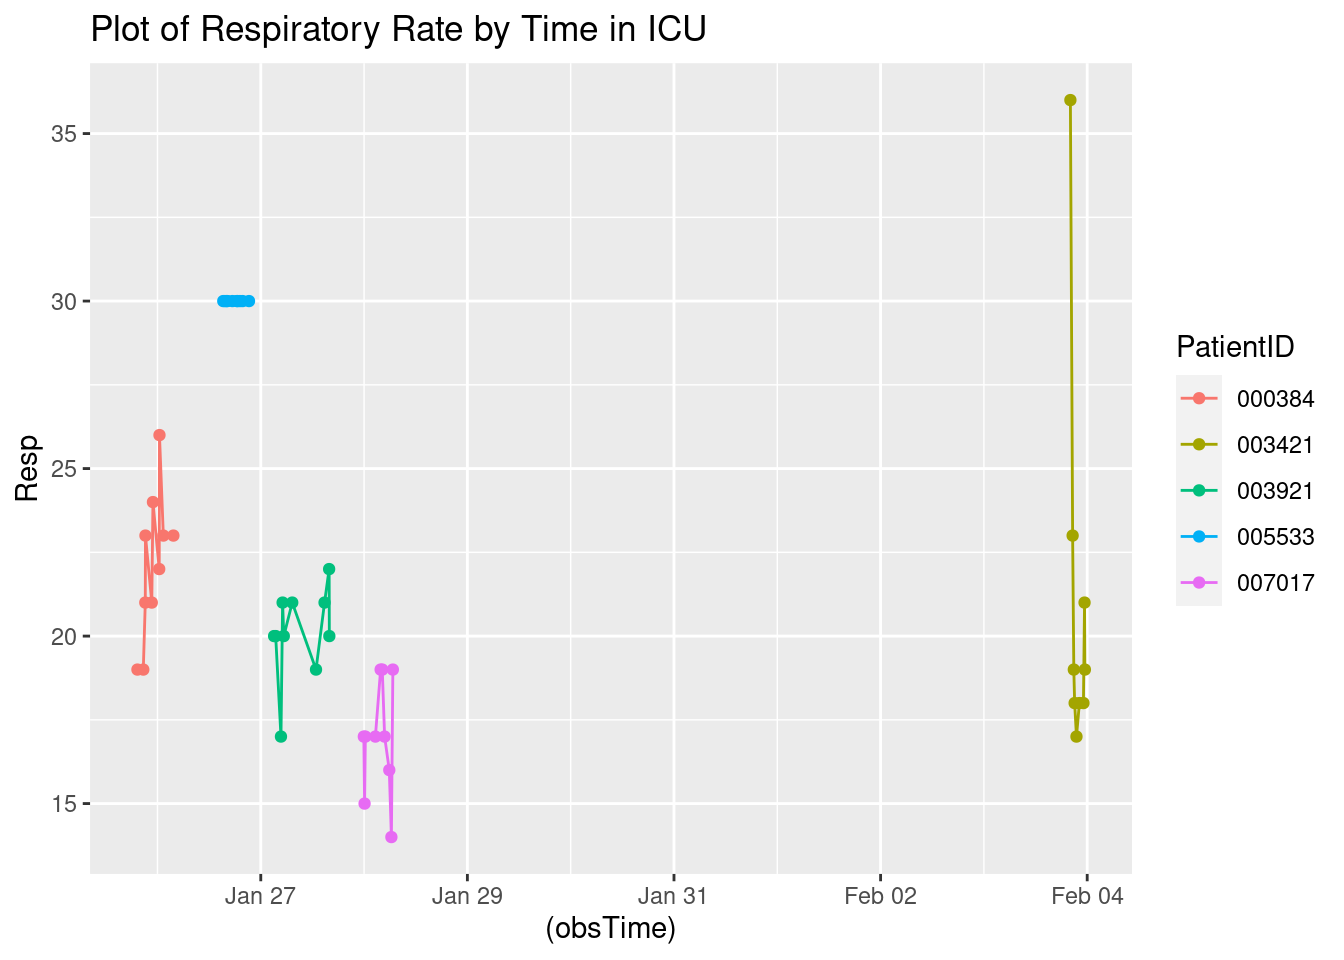 Plot of Respiratory Rate by Time in ICU
35
30
25
20
15
Resp
Jan 27
Jan 29
Jan 31
Feb 02
Feb 04
(obsTime)
PatientID
000384
003421
003921
005533
007017